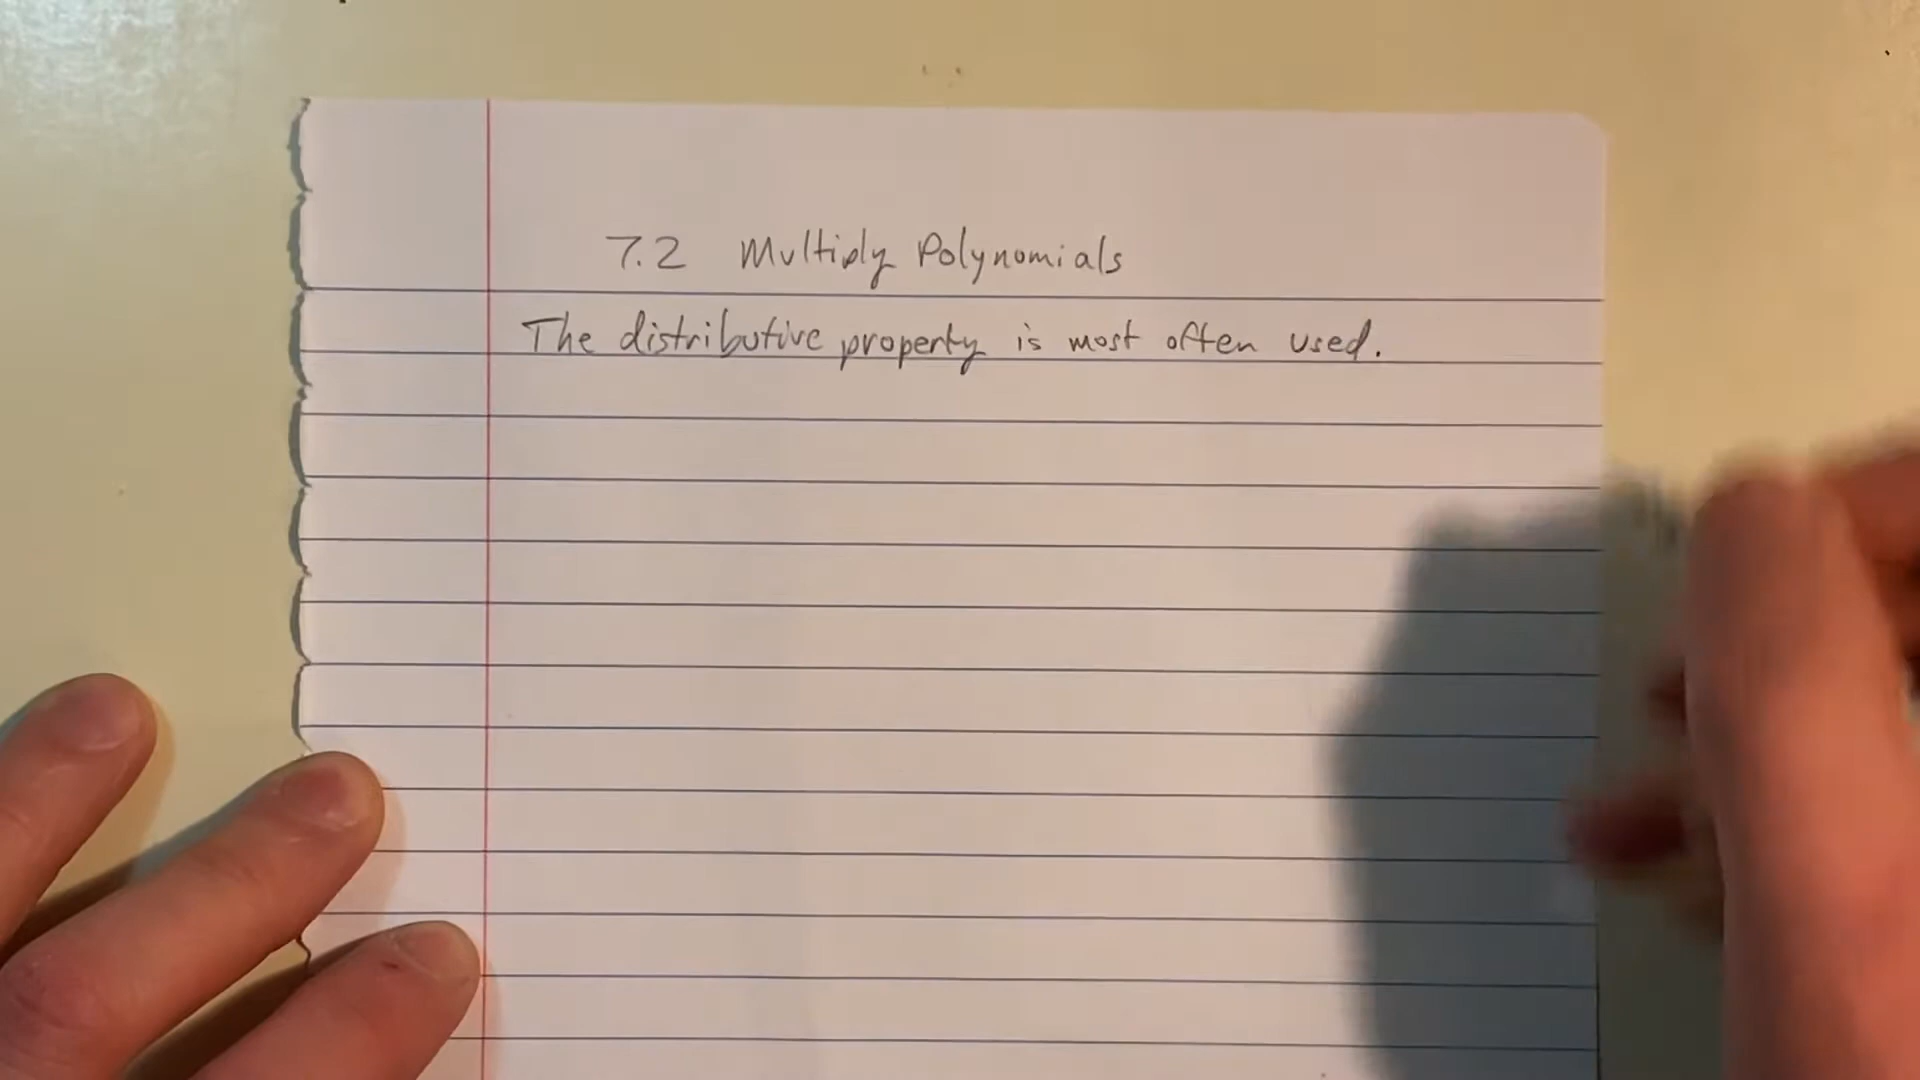 7.2 Multiply Polynomials
The distributive property is most often used.